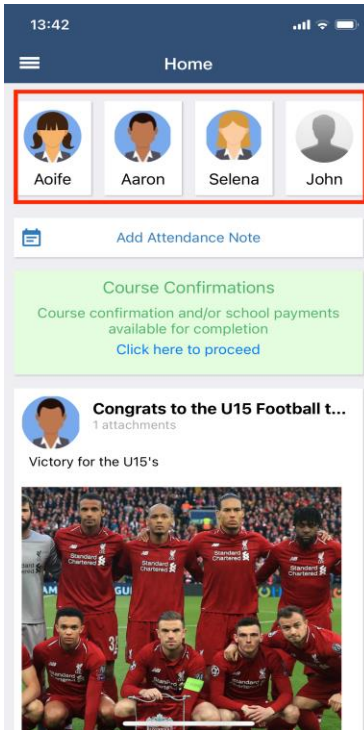 13:42
Home
Aoife Aaron Selena John
Add Attendance Note
Course Confirmations
Course confirmation and/or school payments
available for completion
Click here to proceed
Congrats to the U15 Football t...
1 attachments
Victory for the U15's
Standard
Chartered
Standard
Chartered
Standard
Chartered
Standard
Chartered